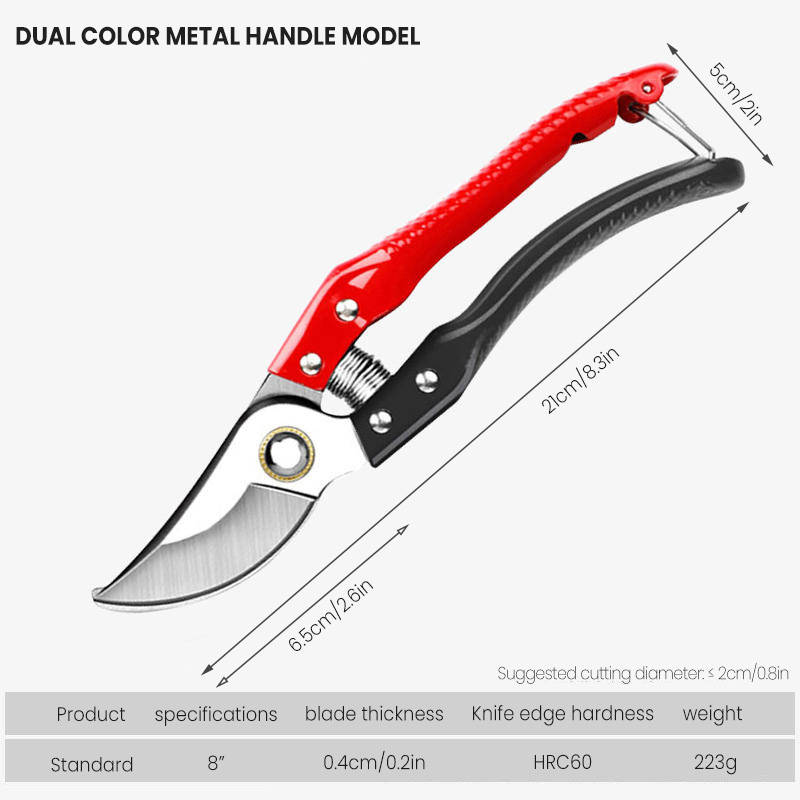 DUAL COLOR METAL HANDLE MODEL
5cm/2in
21cm/8.3in
6.5cm/2.6in
Suggested cutting diameter: ≤ 2cm/0.8in
Product specifications blade thickness Knife edge hardness weight
Standard 8” 0.4cm/0.2in HRC60 223g